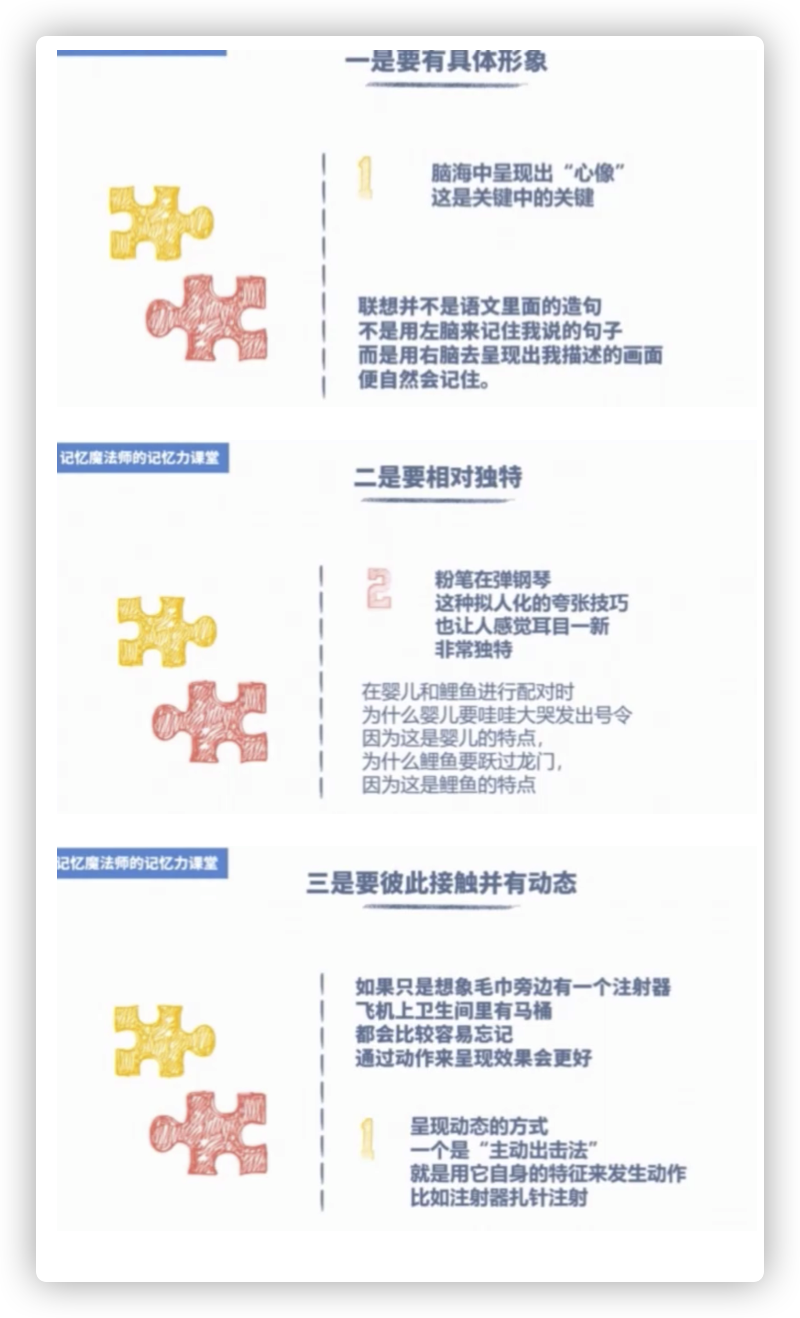 一是要有具体形象
1
脑海中呈现出“心像”
这是关键中的关键
联想并不是语文里面的造句
不是用左脑来记住我说的句子
而是用右脑去呈现出我描述的画面
便自然会记住。
记忆魔法师的记忆力课堂
二是要相对独特
2
粉笔在弹钢琴
这种拟人化的夸张技巧
也让人感觉耳目一新
非常独特
在婴儿和鲤鱼进行配对时
为什么婴儿要哇哇大哭发出号令
因为这是婴儿的特点,
为什么鲤鱼要跃过龙门,
因为这是鲤鱼的特点
记忆魔法师的记忆力课堂
三是要彼此接触并有动态
如果只是想象毛巾旁边有一个注射器
飞机上卫生间里有马桶
都会比较容易忘记
通过动作来呈现效果会更好
1
呈现动态的方式
一个是“主动出击法”
就是用它自身的特征来发生动作
比如注射器扎针注射